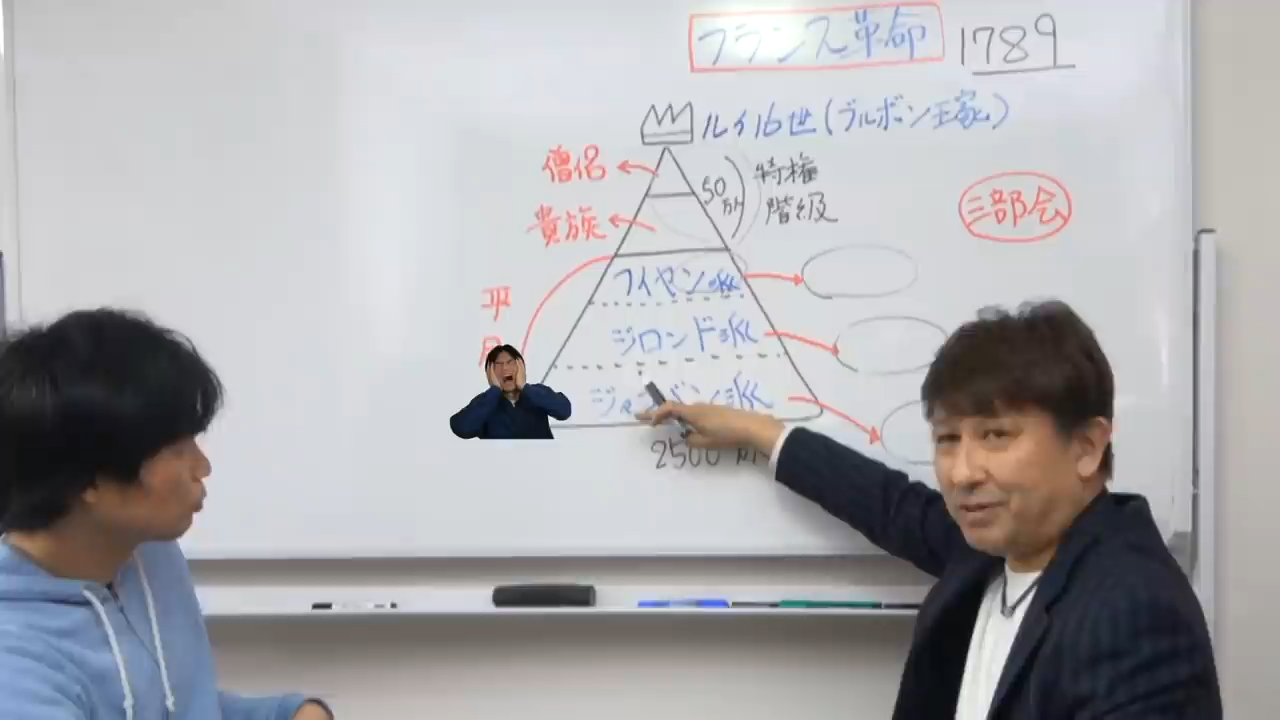 フランス革命 1789
ルイ16世(ブルボン王家)
僧侶
50万
特権
階級
貴族
三部会
平
フイヤン派
ジロンド派
ジャコバン派
2500万